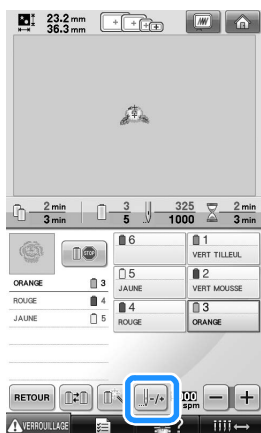 23.2 mm
36.3 mm
2 min
3 min
3
5
325
1000
2 min
3 min
6
1
VERT TILLEUL
5
JAUNE
2
VERT MOUSSE
4
ROUGE
3
ORANGE
ORANGE 3
ROUGE 4
JAUNE 5
RETOUR
-/+
spm
-
+
VERROUILLAGE
?